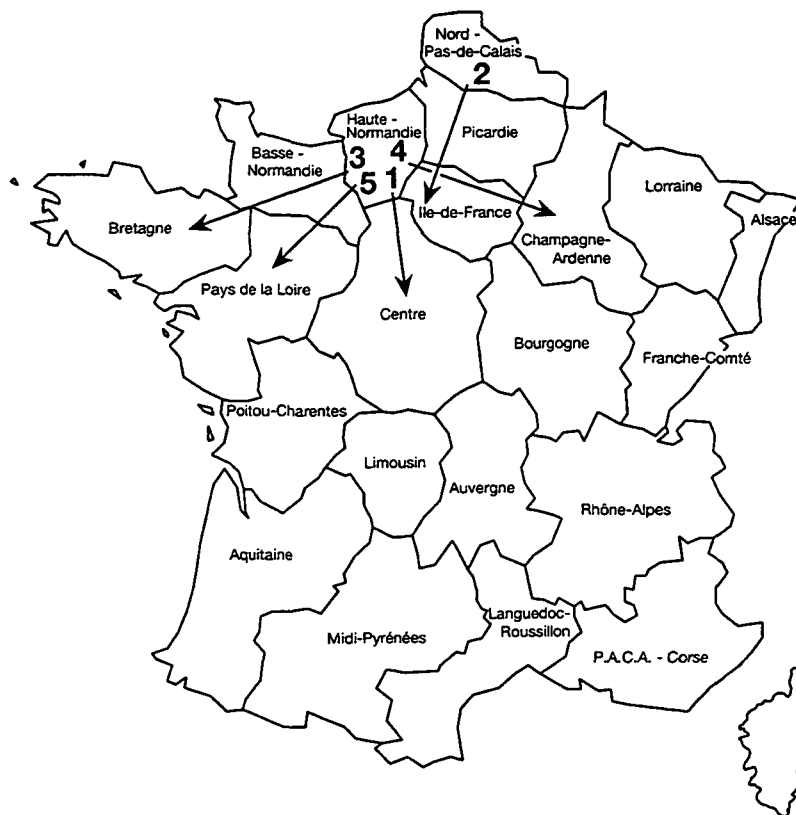 Nord -
Pas-de-Calais
2
Haute -
Normandie
Picardie
Basse -
Normandie
3
4
5
1
Lorraine
Alsace
Ile-de-France
Bretagne
Champagne-
Ardenne
Pays de la Loire
Centre
Bourgogne
Franche-Comté
Poitou-Charentes
Limousin
Auvergne
Rhône-Alpes
Aquitaine
Languedoc-
Roussillon
Midi-Pyrénées
P.A.C.A. - Corse